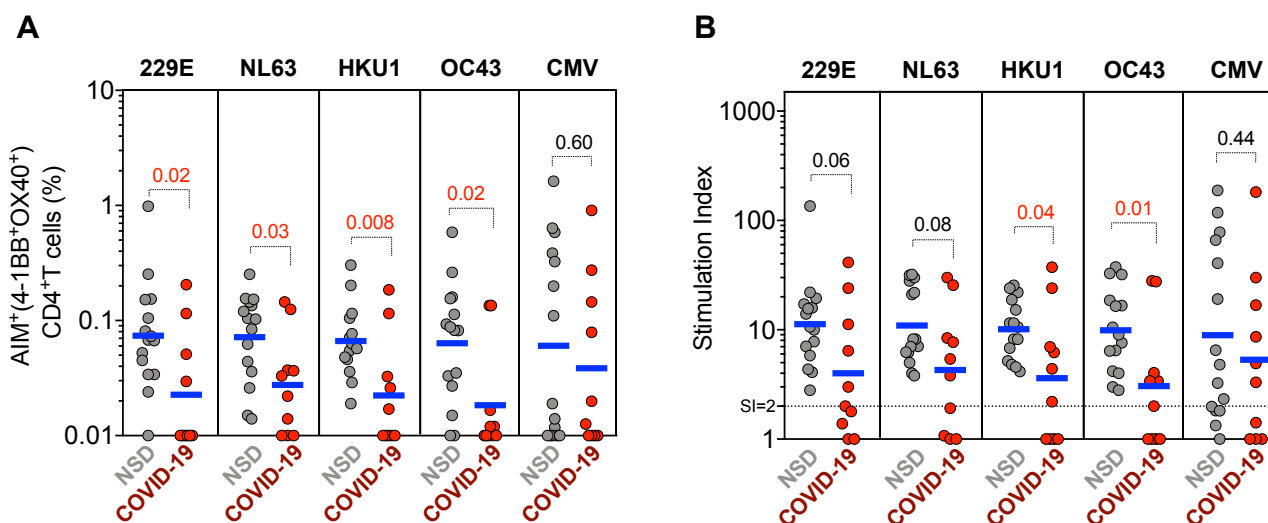 A
229E NL63 HKU1 OC43 CMV
AIM⁺(4-1BB⁺OX40⁺)
CD4⁺T cells (%)
10
1
0.1
0.01
0.02
0.03
0.008
0.02
0.60
NSD COVID-19 NSD COVID-19 NSD COVID-19 NSD COVID-19 NSD COVID-19
B
229E NL63 HKU1 OC43 CMV
Stimulation Index
1000
100
10
SI=2
1
0.06
0.08
0.04
0.01
0.44
NSD COVID-19 NSD COVID-19 NSD COVID-19 NSD COVID-19 NSD COVID-19